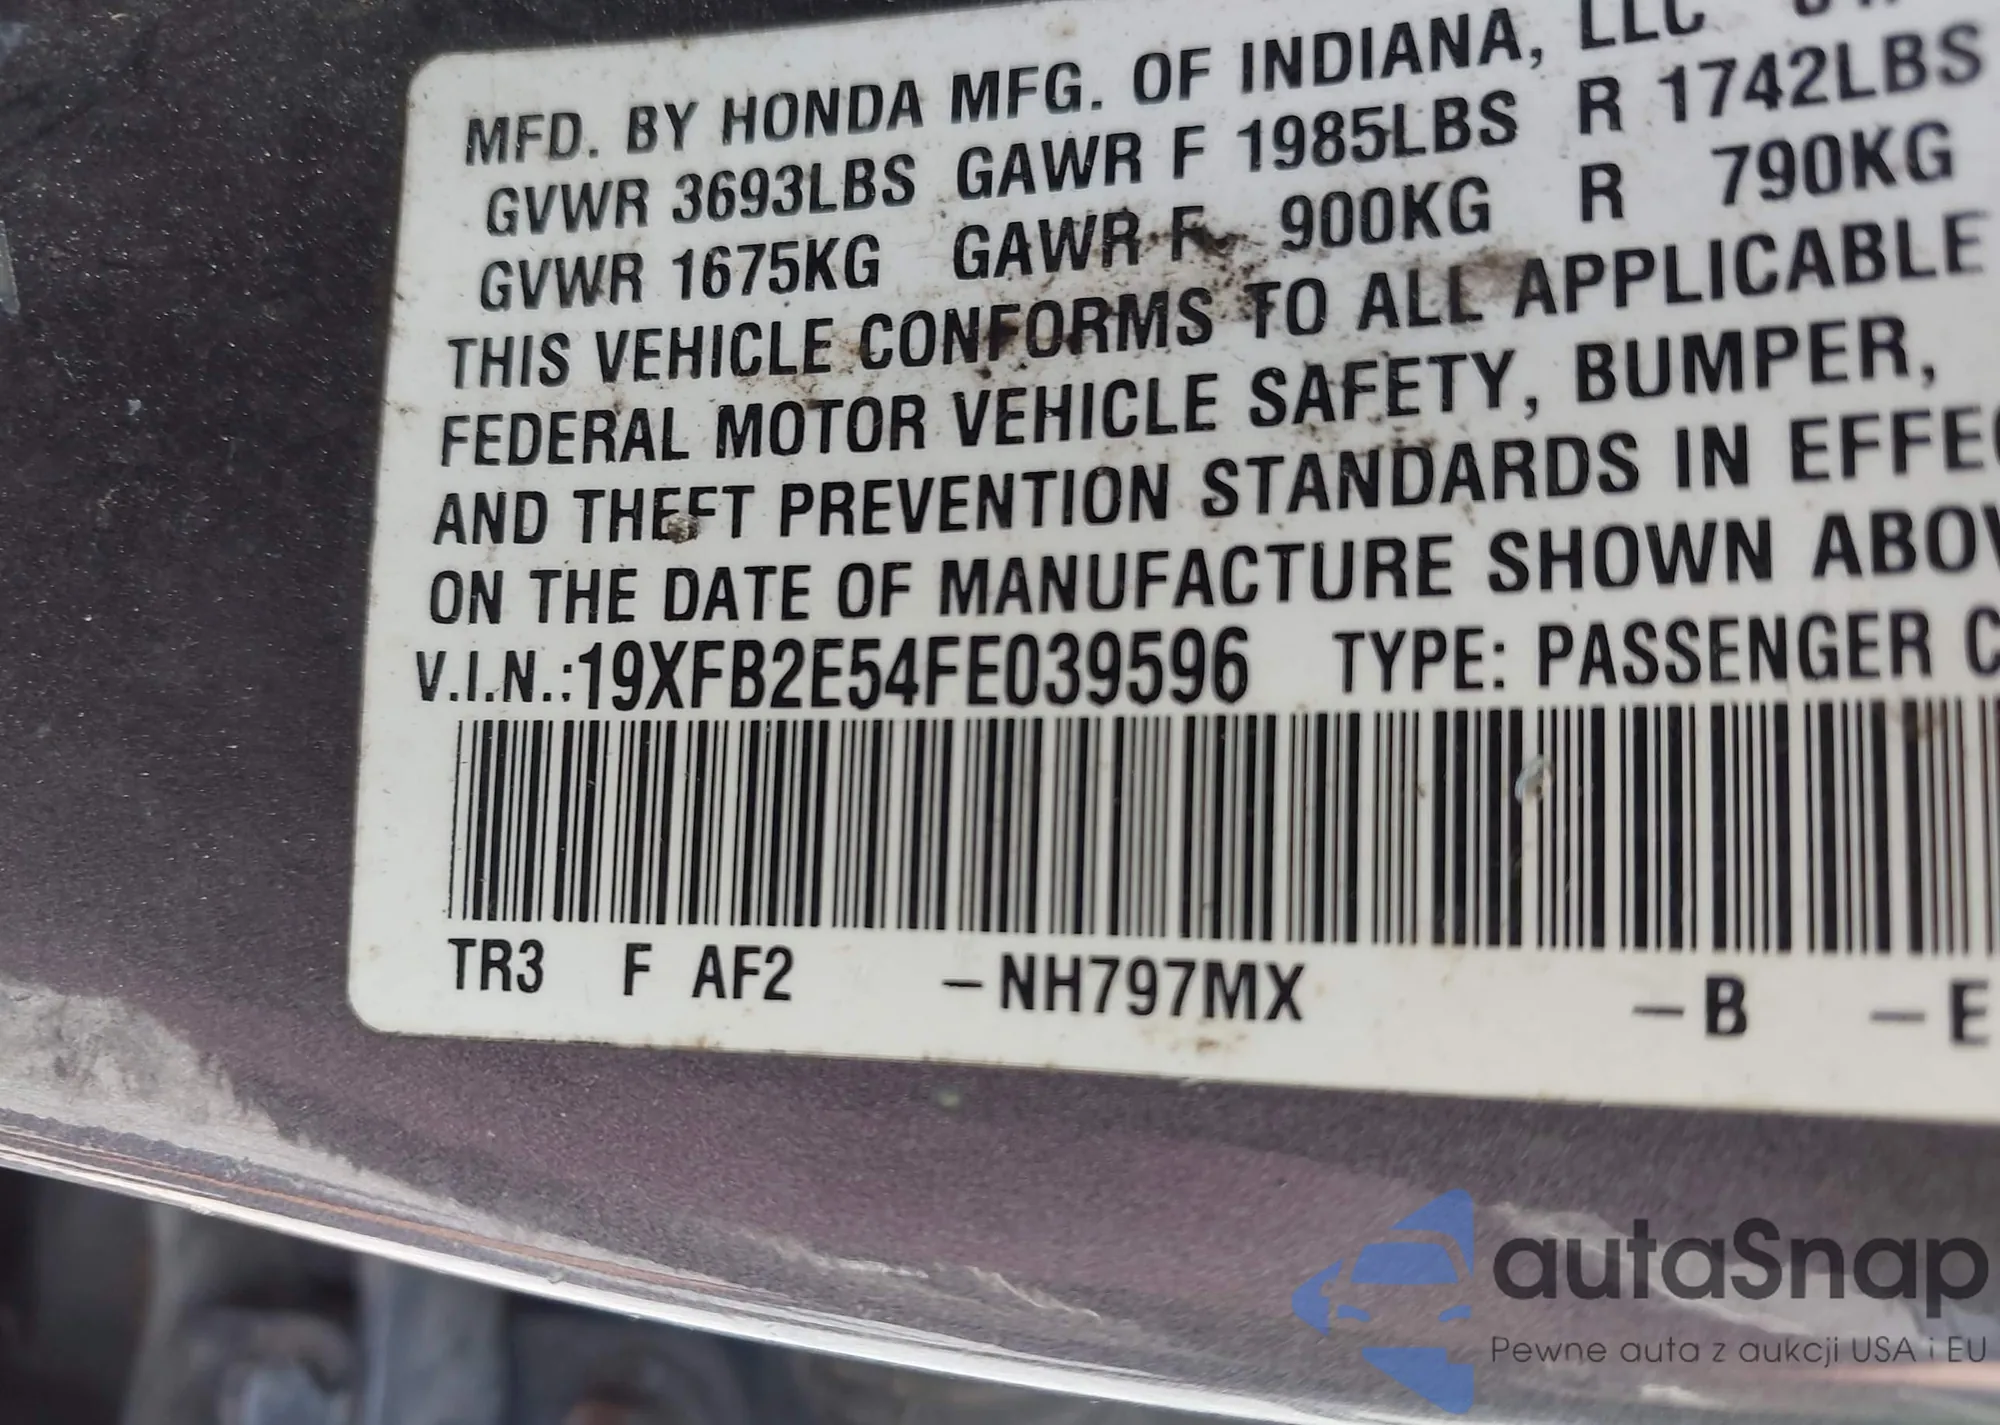 MFD. BY HONDA MFG. OF INDIANA, LLC
GVWR 3693LBS GAWR F 1985LBS R 1742LBS
GVWR 1675KG GAWR F 900KG R 790KG
THIS VEHICLE CONFORMS TO ALL APPLICABLE
FEDERAL MOTOR VEHICLE SAFETY, BUMPER,
AND THEFT PREVENTION STANDARDS IN EFFEC
ON THE DATE OF MANUFACTURE SHOWN ABOV
V.I.N.:19XFB2E54FE039596 TYPE: PASSENGER C
TR3 F AF2 -NH797MX -B -E
autaSnap
Pewne auta z aukcji USA i EU